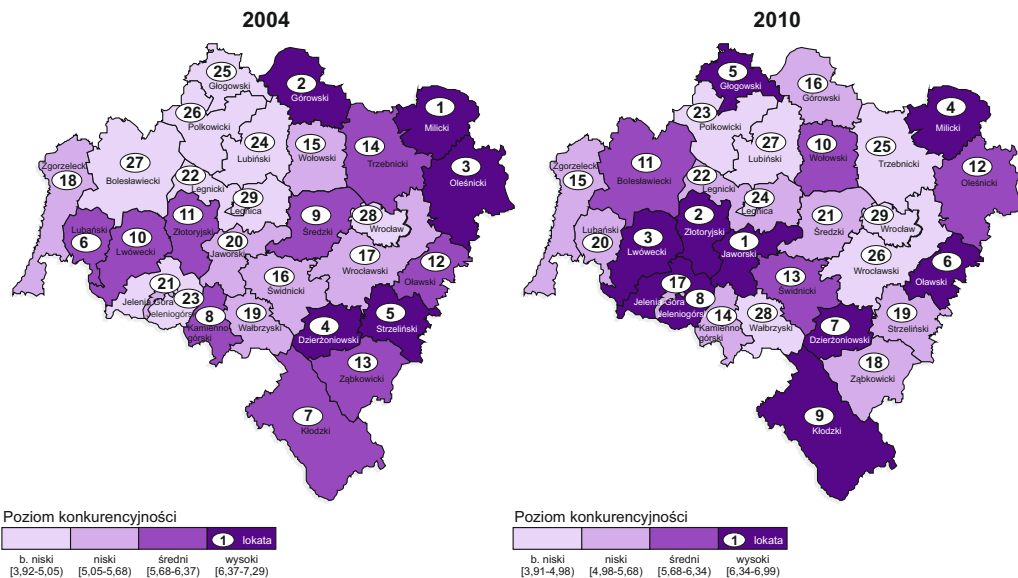 2004
25
Głogowski
2
Górowski
1
Milicki
26
Polkowicki
24
Lubiński
15
Wołowski
14
Trzebnicki
3
Oleśnicki
Zgorzelecki
18
27
Bolesławiecki
22
Legnicki
29
Legnica
9
Średzki
28
Wrocław
Lubański
6
10
Lwówecki
11
Złotoryjski
20
Jaworski
17
Wrocławski
12
Oławski
16
Świdnicki
21
Jelenia Góra
23
Jeleniogórski
8
Kamienno-
górski
19
Wałbrzyski
4
Dzierżoniowski
5
Strzeliński
13
Ząbkowicki
7
Kłodzki
Poziom konkurencyjności
1 lokata
b. niski niski średni wysoki
[3,92-5,05) [5,05-5,68) [5,68-6,37) [6,37-7,29]
2010
5
Głogowski
16
Górowski
4
Milicki
23
Polkowicki
27
Lubiński
10
Wołowski
25
Trzebnicki
12
Oleśnicki
Zgorzelecki
15
11
Bolesławiecki
22
Legnicki
24
Legnica
21
Średzki
29
Wrocław
Lubański
20
3
Lwówecki
2
Złotoryjski
1
Jaworski
26
Wrocławski
6
Oławski
13
Świdnicki
17
Jelenia Góra
8
Jeleniogórski
14
Kamienno-
górski
28
Wałbrzyski
7
Dzierżoniowski
19
Strzeliński
18
Ząbkowicki
9
Kłodzki
Poziom konkurencyjności
1 lokata
b. niski niski średni wysoki
[3,91-4,98) [4,98-5,68) [5,68-6,34) [6,34-6,99]